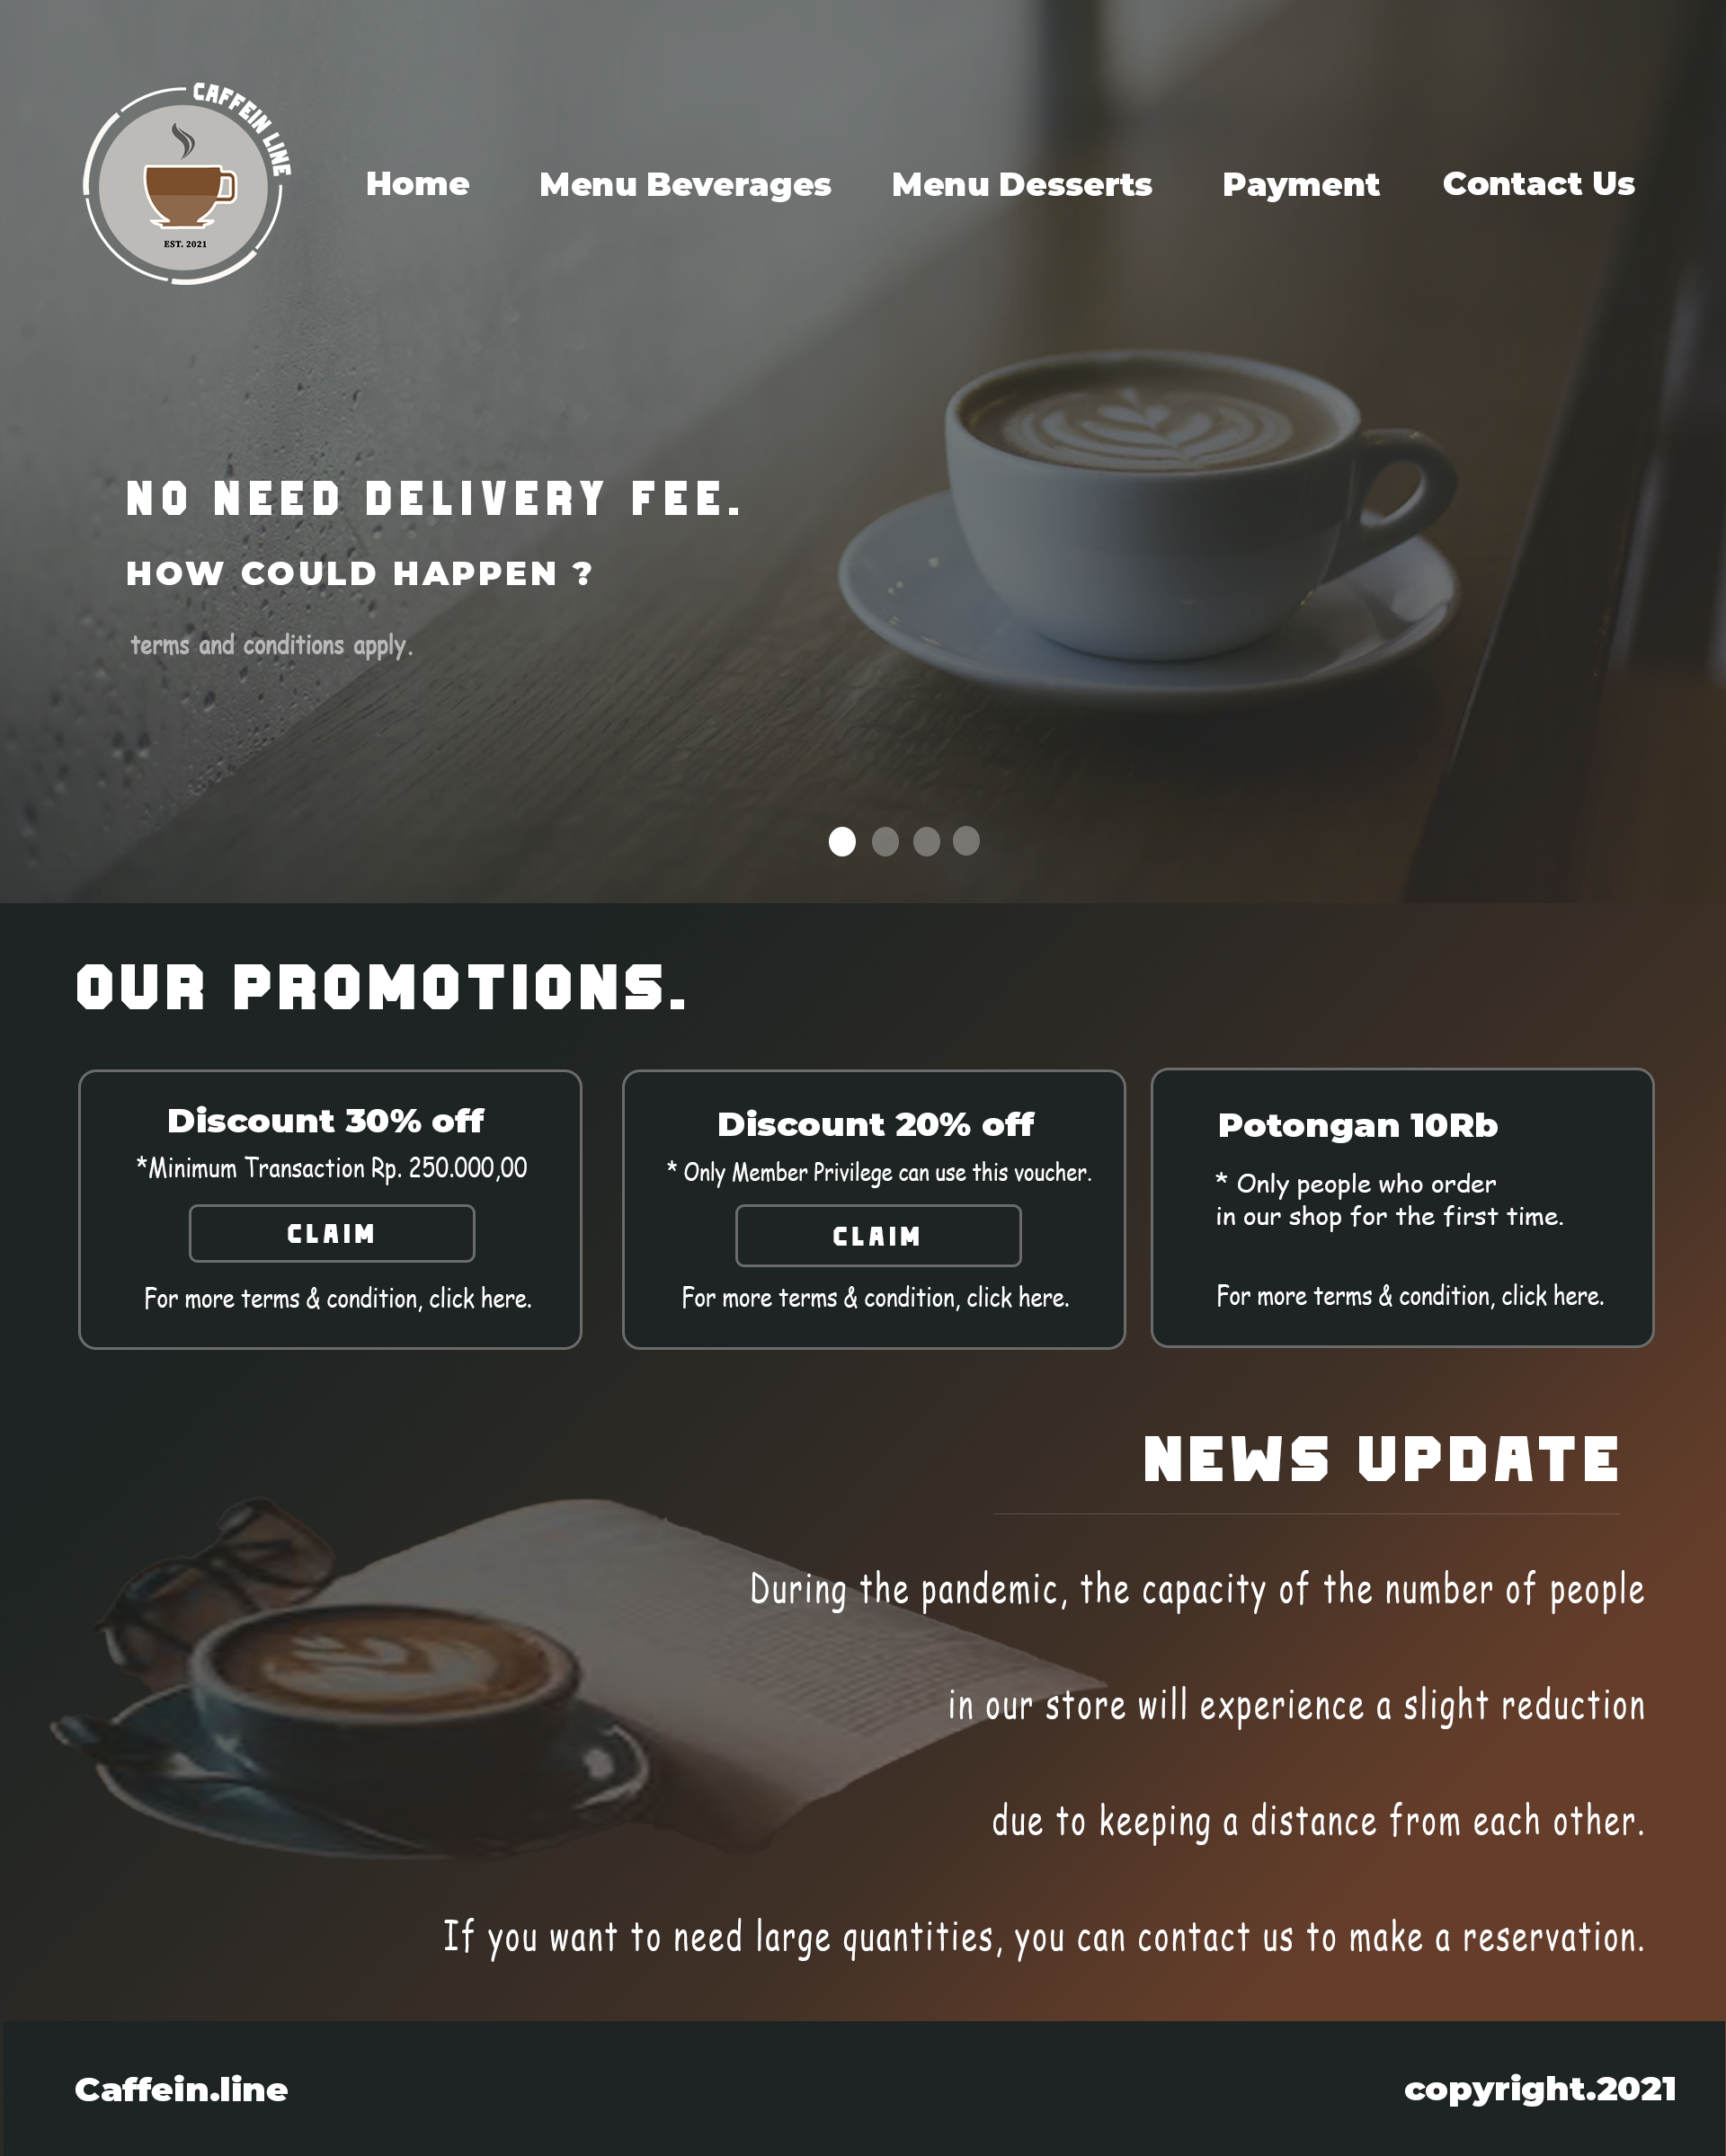 CAFFEIN LINE
EST. 2021
Home
Menu Beverages
Menu Desserts
Payment
Contact Us
NO NEED DELIVERY FEE.
HOW COULD HAPPEN ?
terms and conditions apply.
OUR PROMOTIONS.
Discount 30% off
*Minimum Transaction Rp. 250.000,00
CLAIM
For more terms & condition, click here.
Discount 20% off
* Only Member Privilege can use this voucher.
CLAIM
For more terms & condition, click here.
Potongan 10Rb
* Only people who order
in our shop for the first time.
For more terms & condition, click here.
NEWS UPDATE
During the pandemic, the capacity of the number of people
in our store will experience a slight reduction
due to keeping a distance from each other.
If you want to need large quantities, you can contact us to make a reservation.
Caffein.line
copyright.2021